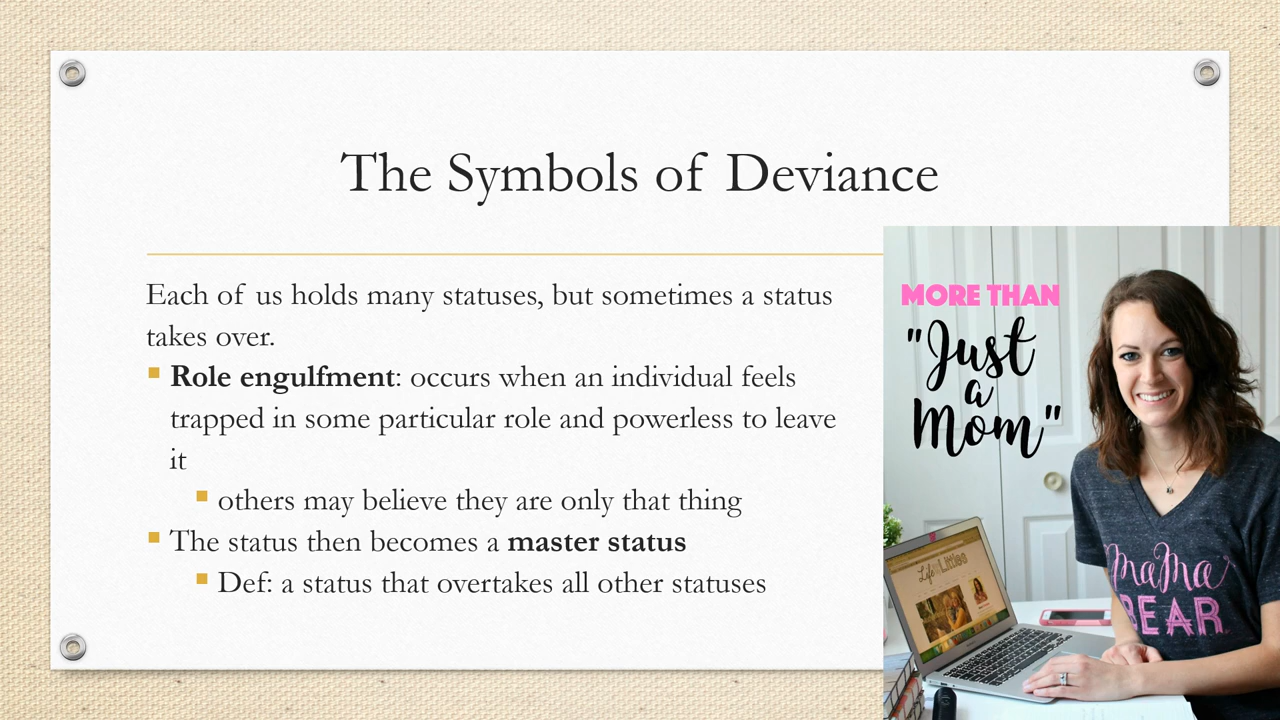 The Symbols of Deviance
Each of us holds many statuses, but sometimes a status
takes over.
Role engulfment: occurs when an individual feels
trapped in some particular role and powerless to leave
it
others may believe they are only that thing
The status then becomes a master status
Def: a status that overtakes all other statuses
MORE THAN
"Just
a
Mom"
MaMa
BEAR